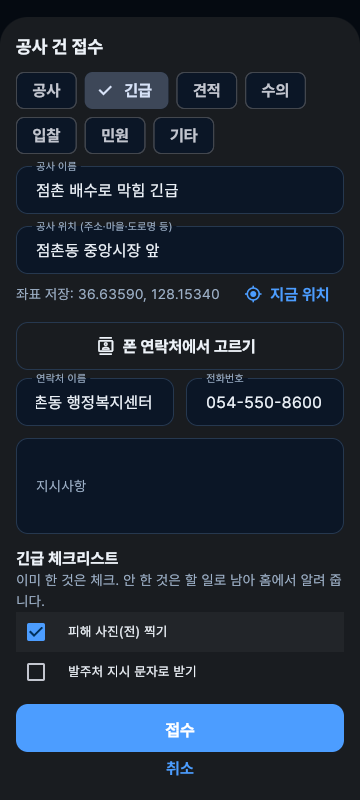 공사 건 접수
공사 긴급 견적 수의
입찰 민원 기타
공사 이름
점촌 배수로 막힘 긴급
공사 위치 (주소·마을·도로명 등)
점촌동 중앙시장 앞
좌표 저장: 36.63590, 128.15340 지금 위치
폰 연락처에서 고르기
연락처 이름 전화번호
촌동 행정복지센터 054-550-8600
지시사항
긴급 체크리스트
이미 한 것은 체크. 안 한 것은 할 일로 남아 홈에서 알려 줍
니다.
피해 사진(전) 찍기
발주처 지시 문자로 받기
접수
취소